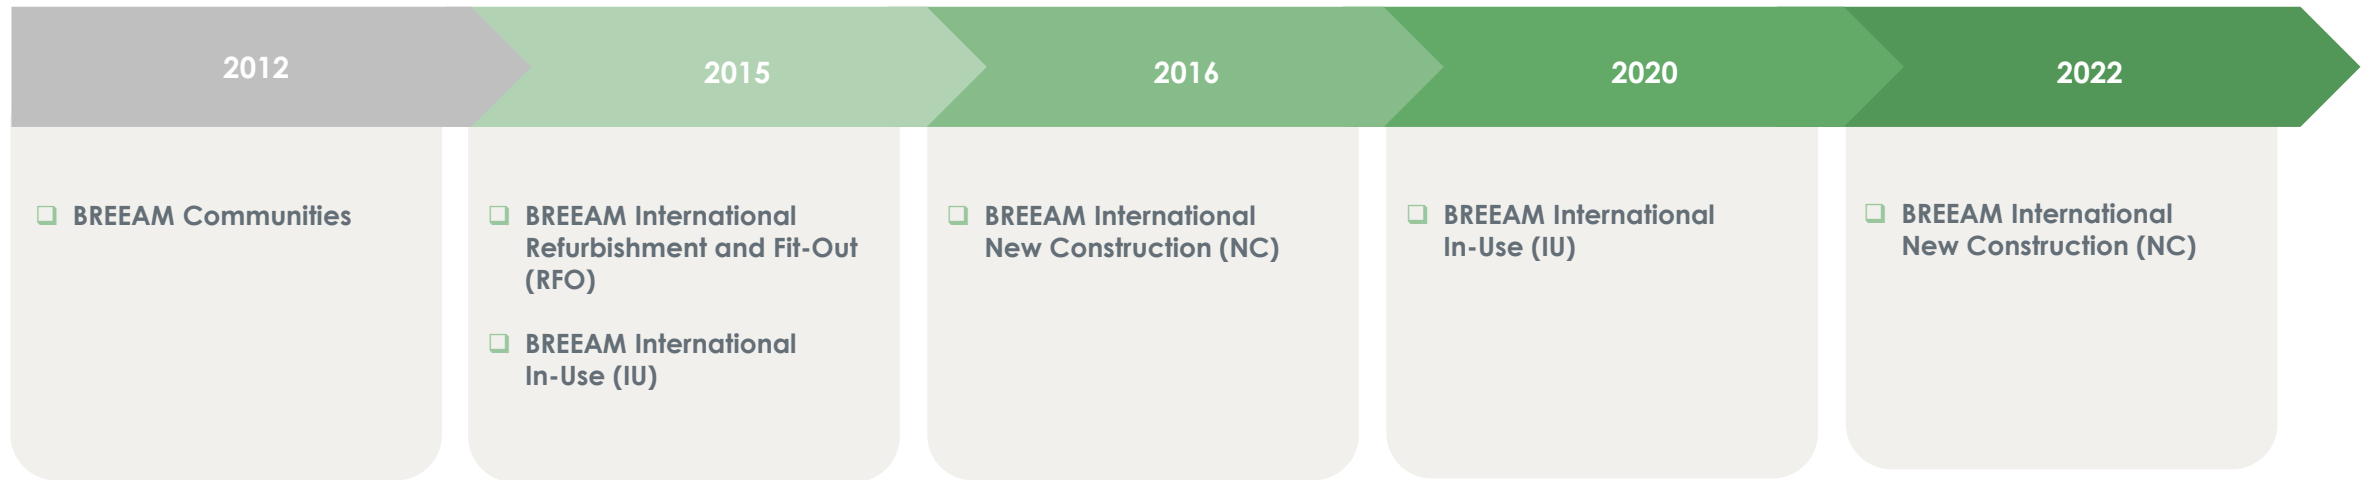 2012
2015
2016
2020
2022
❑ BREEAM Communities
❑ BREEAM International
Refurbishment and Fit-Out
(RFO)
❑ BREEAM International
In-Use (IU)
❑ BREEAM International
New Construction (NC)
❑ BREEAM International
In-Use (IU)
❑ BREEAM International
New Construction (NC)